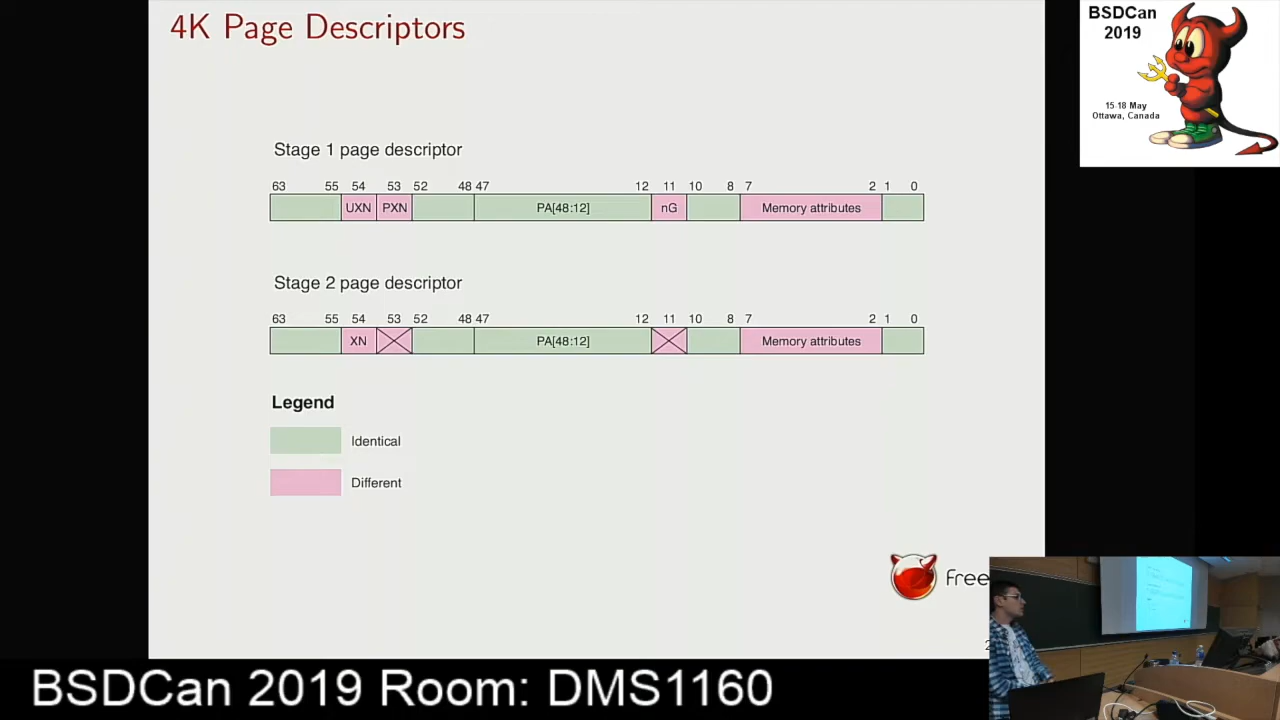 4K Page Descriptors
BSDCan
2019
15-18 May
Ottawa, Canada
Stage 1 page descriptor
63 55 54 53 52 48 47 12 11 10 8 7 2 1 0
UXN PXN PA[48:12] nG Memory attributes
Stage 2 page descriptor
63 55 54 53 52 48 47 12 11 10 8 7 2 1 0
XN PA[48:12] Memory attributes
Legend
Identical
Different
Free
BSDCan 2019 Room: DMS1160